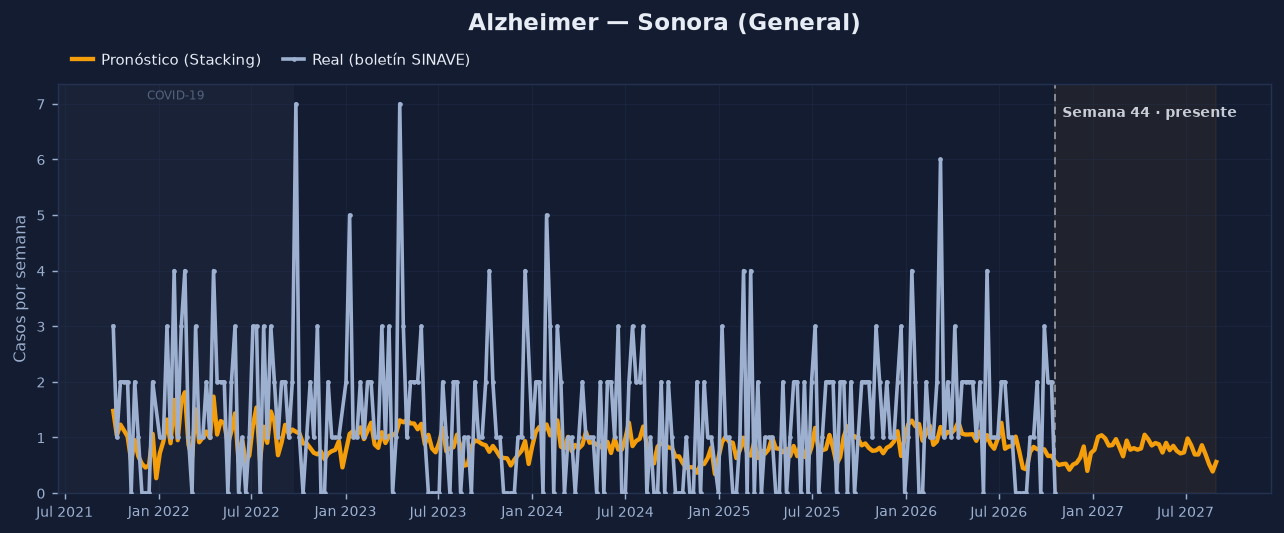 Alzheimer — Sonora (General)
Pronóstico (Stacking) Real (boletín SINAVE)
COVID-19
Semana 44 · presente
Casos por semana
7
6
5
4
3
2
1
0
Jul 2021 Jan 2022 Jul 2022 Jan 2023 Jul 2023 Jan 2024 Jul 2024 Jan 2025 Jul 2025 Jan 2026 Jul 2026 Jan 2027 Jul 2027